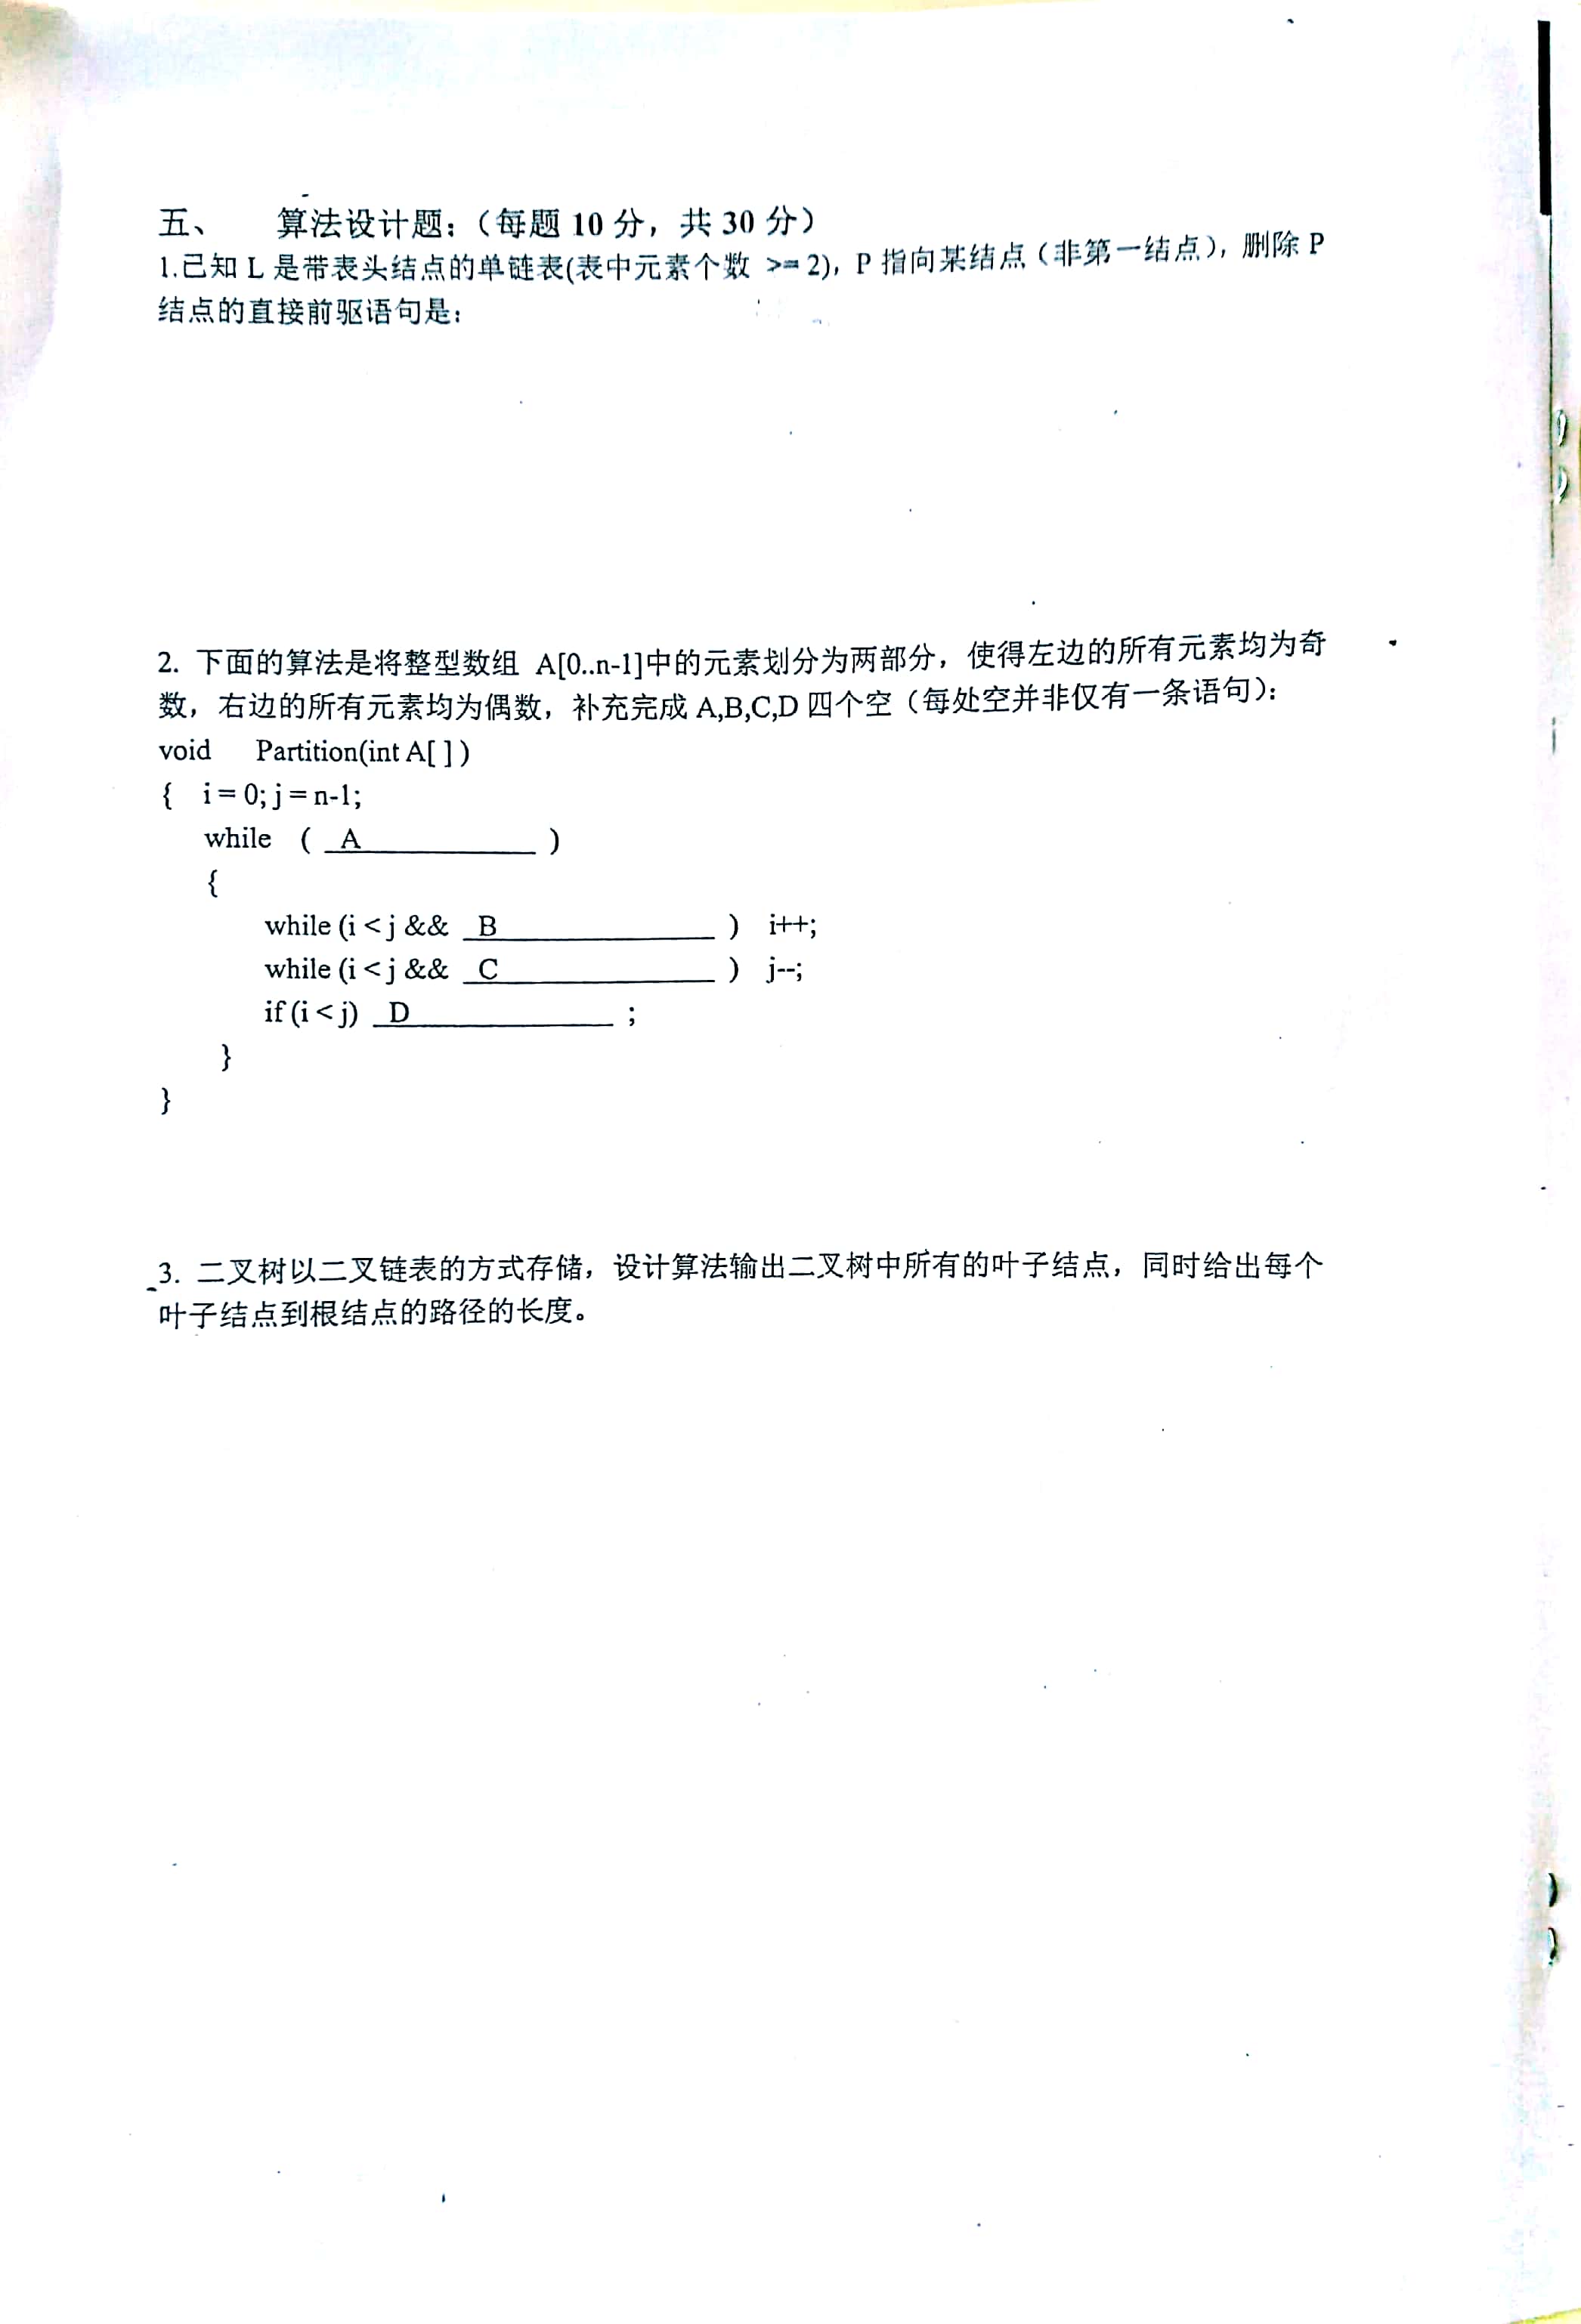 五、 算法设计题：（每题 10 分，共 30 分）
1.已知 L 是带表头结点的单链表(表中元素个数 >= 2)，P 指向某结点（非第一结点），删除 P
结点的直接前驱语句是：
2. 下面的算法是将整型数组 A[0..n-1]中的元素划分为两部分，使得左边的所有元素均为奇
数，右边的所有元素均为偶数，补充完成 A,B,C,D 四个空（每处空并非仅有一条语句）：
void Partition(int A[ ] )
{ i = 0; j = n-1;
while ( A__________ )
{
while (i < j && B__________ ) i++;
while (i < j && C__________ ) j--;
if (i < j) D__________ ;
}
}
3. 二叉树以二叉链表的方式存储，设计算法输出二叉树中所有的叶子结点，同时给出每个
叶子结点到根结点的路径的长度。